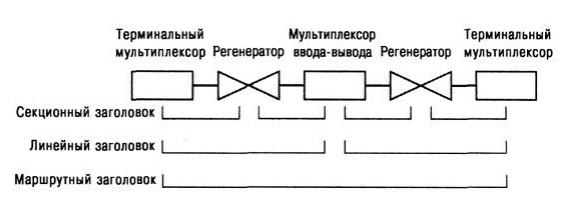 Терминальный
мультиплексор
Регенератор
Мультиплексор
ввода-вывода
Регенератор
Терминальный
мультиплексор
Секционный заголовок
Линейный заголовок
Маршрутный заголовок